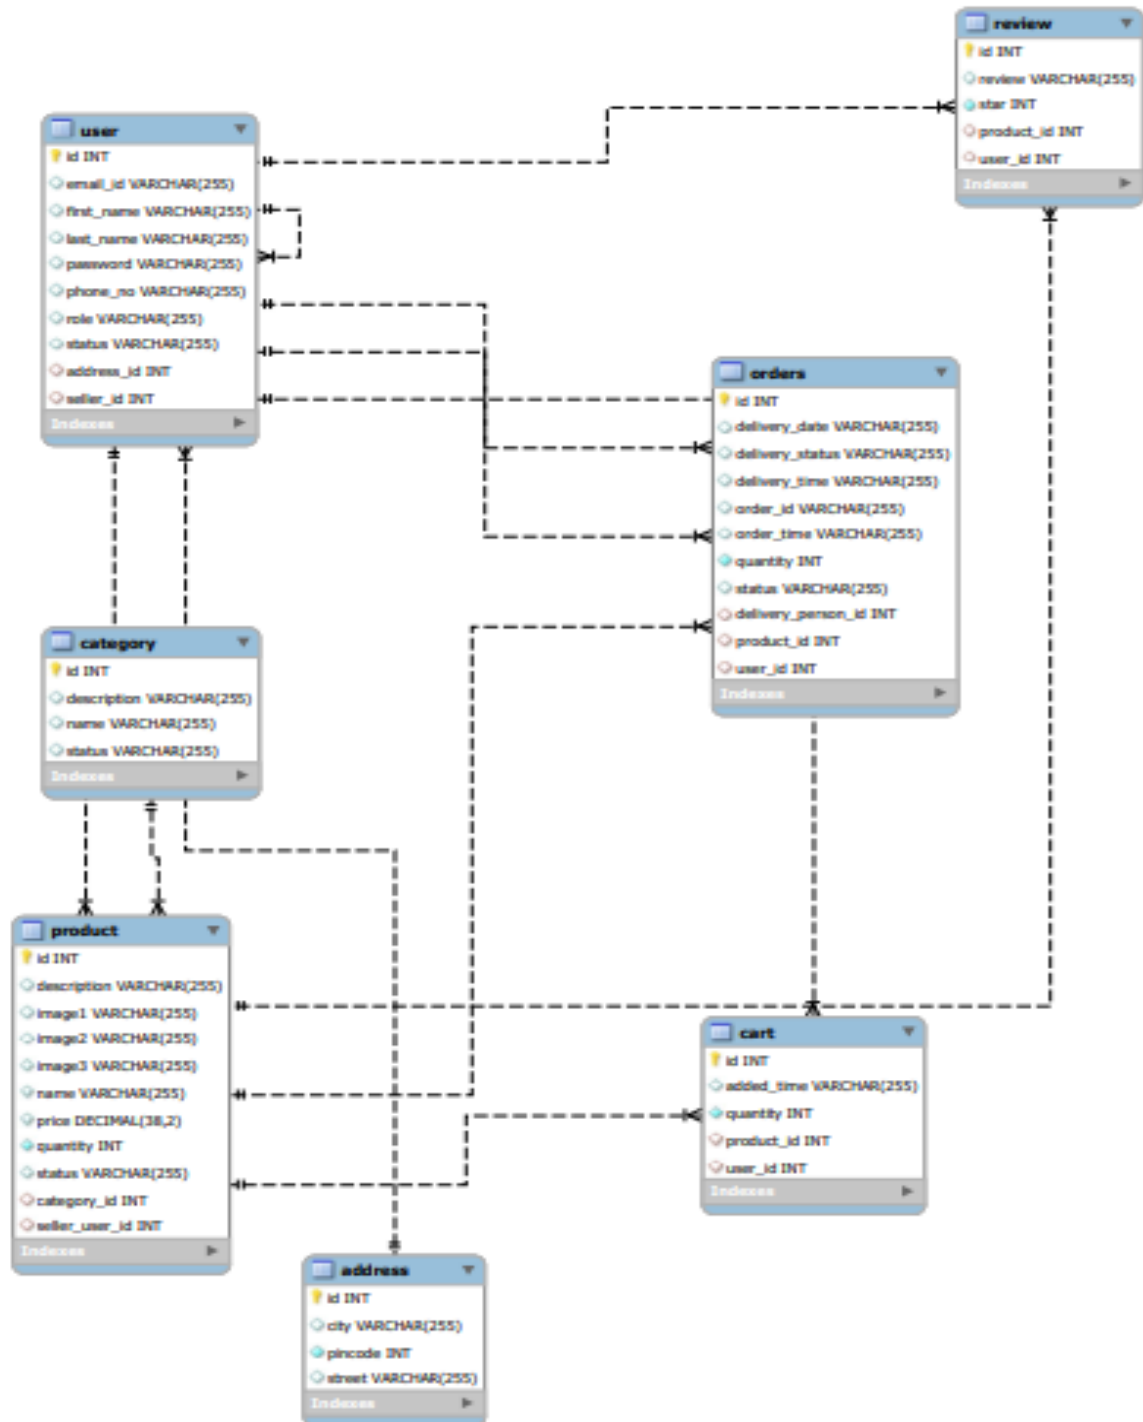 review
id INT
review VARCHAR(255)
star INT
product_id INT
user_id INT
Indexes
user
id INT
email_id VARCHAR(255)
first_name VARCHAR(255)
last_name VARCHAR(255)
password VARCHAR(255)
phone_no VARCHAR(255)
role VARCHAR(255)
status VARCHAR(255)
address_id INT
seller_id INT
Indexes
orders
id INT
delivery_date VARCHAR(255)
delivery_status VARCHAR(255)
delivery_time VARCHAR(255)
order_id VARCHAR(255)
order_time VARCHAR(255)
quantity INT
status VARCHAR(255)
delivery_person_id INT
product_id INT
user_id INT
Indexes
category
id INT
description VARCHAR(255)
name VARCHAR(255)
status VARCHAR(255)
Indexes
product
id INT
description VARCHAR(255)
image1 VARCHAR(255)
image2 VARCHAR(255)
image3 VARCHAR(255)
name VARCHAR(255)
price DECIMAL(38,2)
quantity INT
status VARCHAR(255)
category_id INT
seller_user_id INT
Indexes
cart
id INT
added_time VARCHAR(255)
quantity INT
product_id INT
user_id INT
Indexes
address
id INT
city VARCHAR(255)
pincode INT
street VARCHAR(255)
Indexes